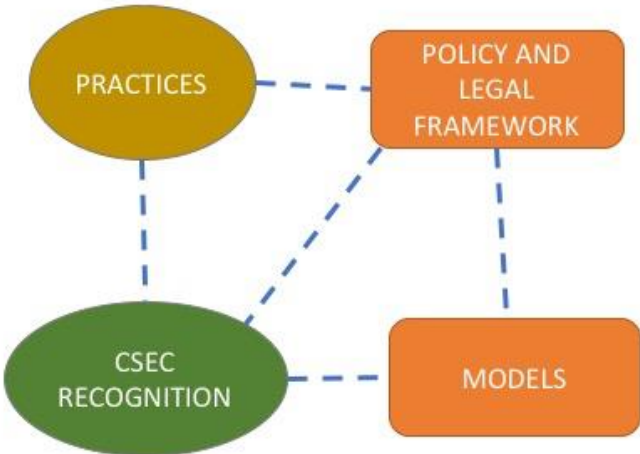 PRACTICES
POLICY AND
LEGAL
FRAMEWORK
CSEC
RECOGNITION
MODELS